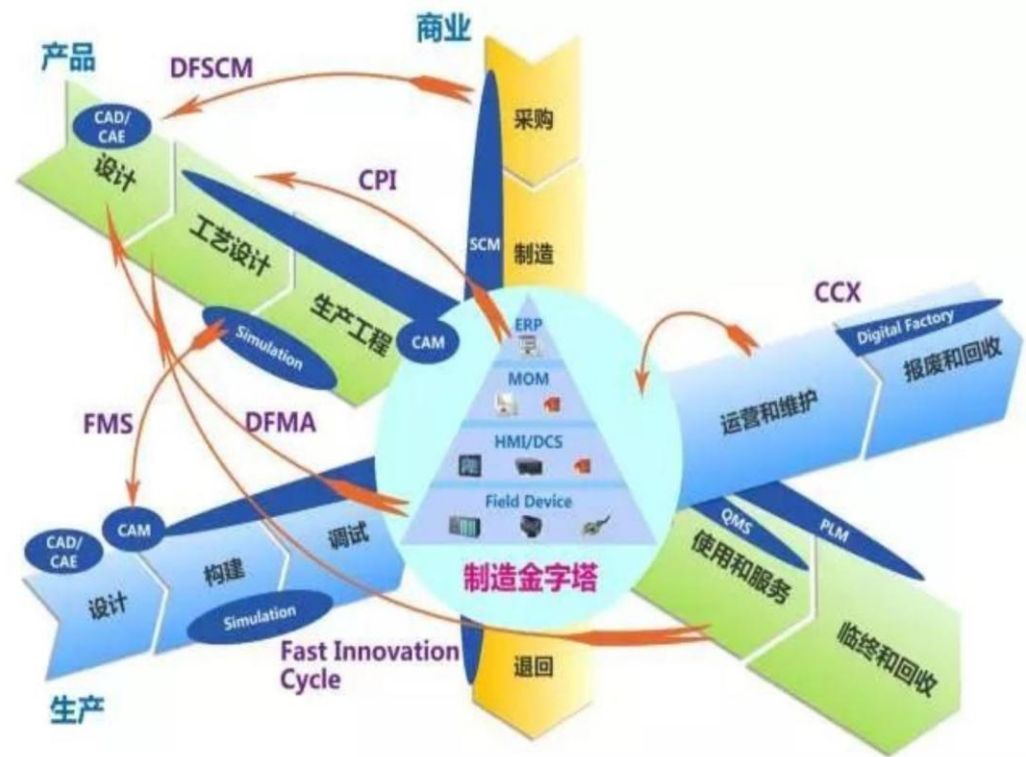 商业
产品
DFSCM
CAD/
CAE
采购
设计
CPI
工艺设计
SCM
制造
CCX
生产工程
Simulation
CAM
ERP
Digital Factory
报废和回收
MOM
运营和维护
FMS
DFMA
HMI/DCS
Field Device
QMS
PLM
CAD/
CAE
CAM
调试
构建
设计
制造金字塔
使用和服务
Simulation
临终和回收
Fast Innovation
Cycle
退回
生产